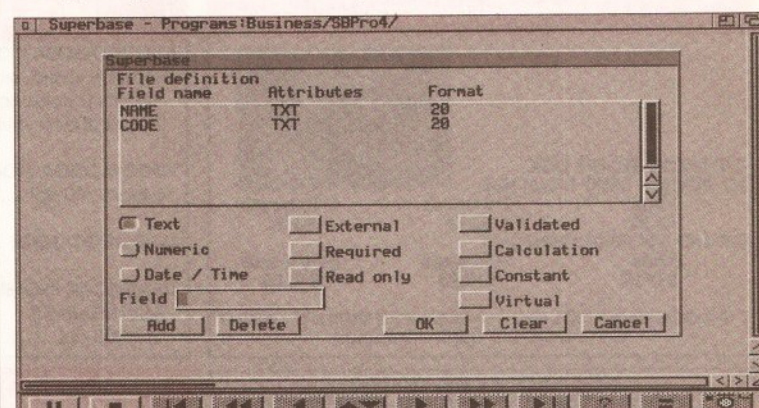 Superbase - Programs:Business/SBPro4/
Superbase
File definition
Field name Attributes Format
NAME TXT 20
CODE TXT 20
Text External Validated
Numeric Required Calculation
Date / Time Read only Constant
Field Virtual
Add Delete OK Clear Cancel